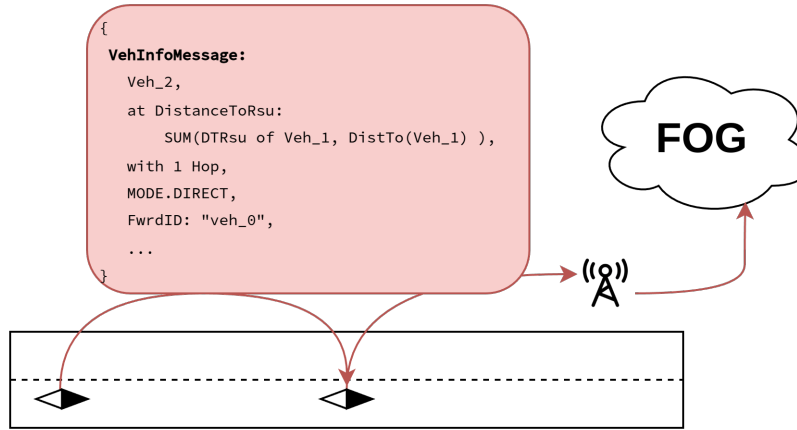 {
VehInfoMessage:
Veh_2,
at DistanceToRsu:
SUM(DTRsu of Veh_1, DistTo(Veh_1) ),
with 1 Hop,
MODE.DIRECT,
FwrdID: "veh_0",
...
}
FOG